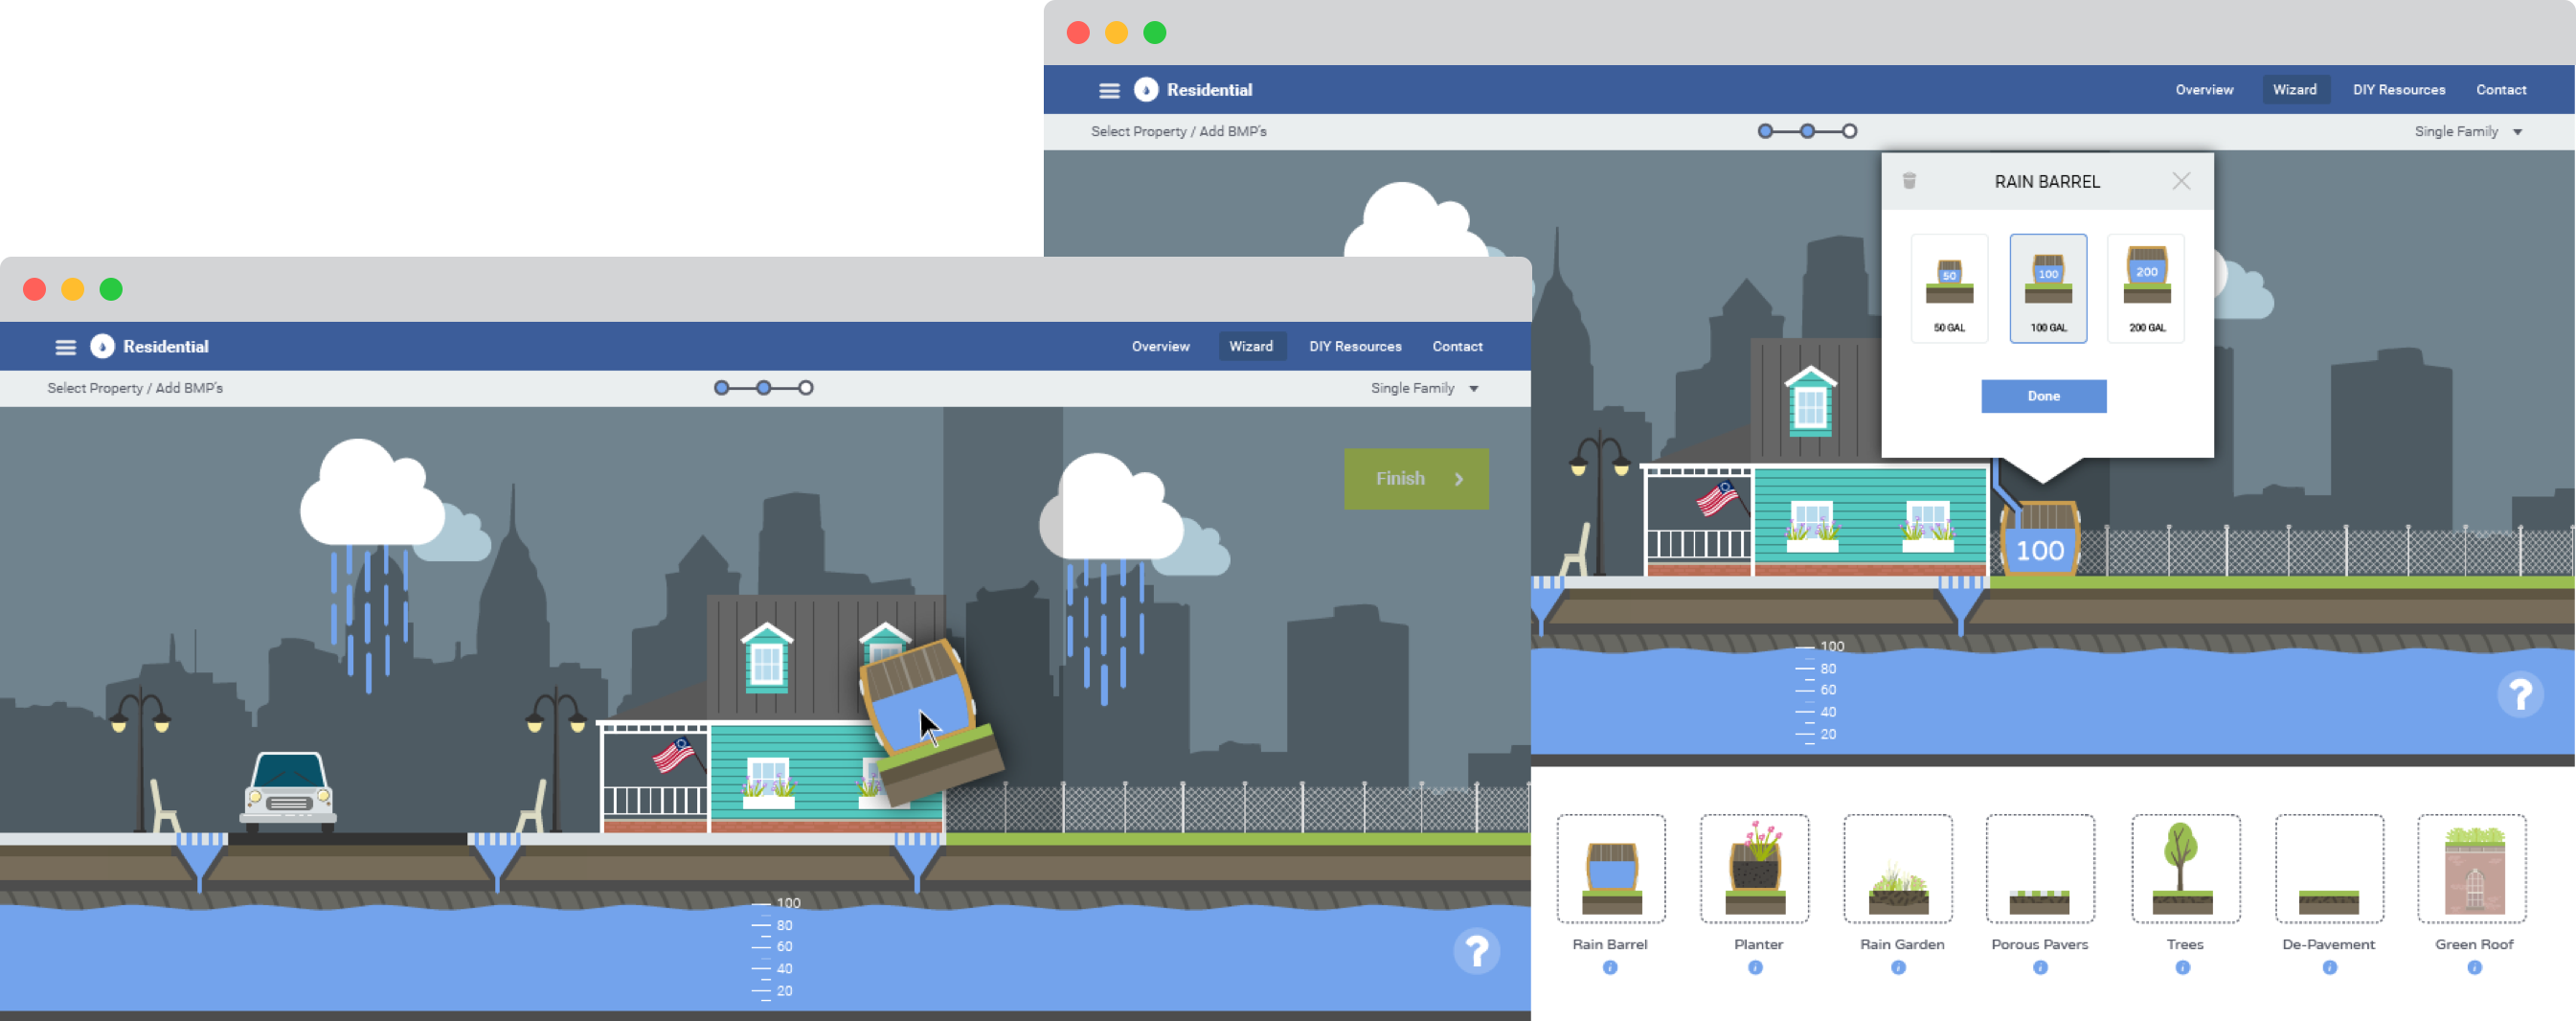 Residential
Overview Wizard DIY Resources Contact
Select Property / Add BMP's
Single Family
RAIN BARREL
50 100 200
50 GAL 100 GAL 200 GAL
Done
100
100
80
60
40
20
?
Rain Barrel Planter Rain Garden Porous Pavers Trees De-Pavement Green Roof
i i i i i i i
Residential
Overview Wizard DIY Resources Contact
Select Property / Add BMP's
Single Family
Finish
100
80
60
40
20
?